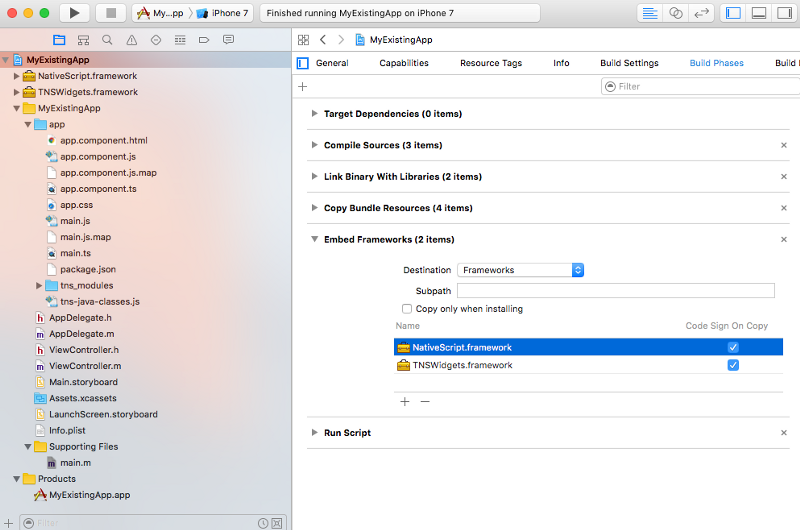 My...pp
iPhone 7
Finished running MyExistingApp on iPhone 7
MyExistingApp
NativeScript.framework
TNSWidgets.framework
MyExistingApp
app
app.component.html
app.component.js
app.component.js.map
app.component.ts
app.css
main.js
main.js.map
main.ts
package.json
tns_modules
tns-java-classes.js
AppDelegate.h
AppDelegate.m
ViewController.h
ViewController.m
Main.storyboard
Assets.xcassets
LaunchScreen.storyboard
Info.plist
Supporting Files
main.m
Products
MyExistingApp.app
Filter
MyExistingApp
General Capabilities Resource Tags Info Build Settings Build Phases Build
Filter
Target Dependencies (0 items)
Compile Sources (3 items)
Link Binary With Libraries (2 items)
Copy Bundle Resources (4 items)
Embed Frameworks (2 items)
Destination Frameworks
Subpath
Copy only when installing
Name Code Sign On Copy
NativeScript.framework
TNSWidgets.framework
Run Script